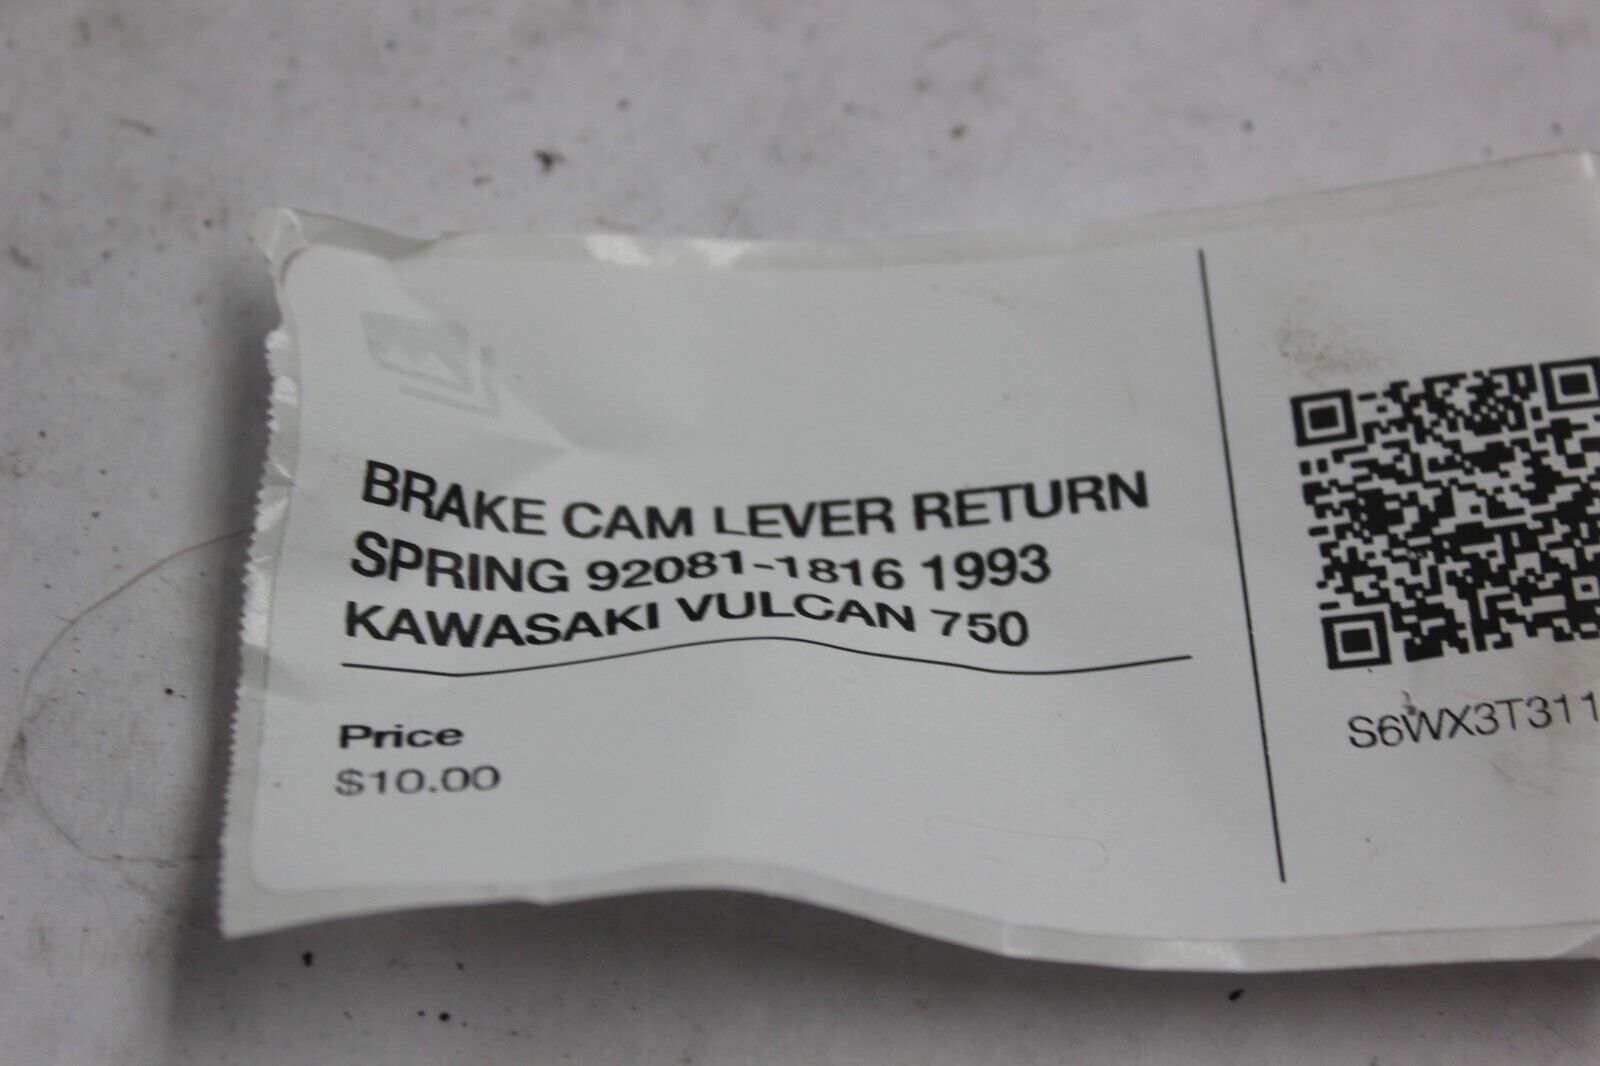 BRAKE CAM LEVER RETURN
SPRING 92081-1816 1993
KAWASAKI VULCAN 750
Price
$10.00
S6WX3T311